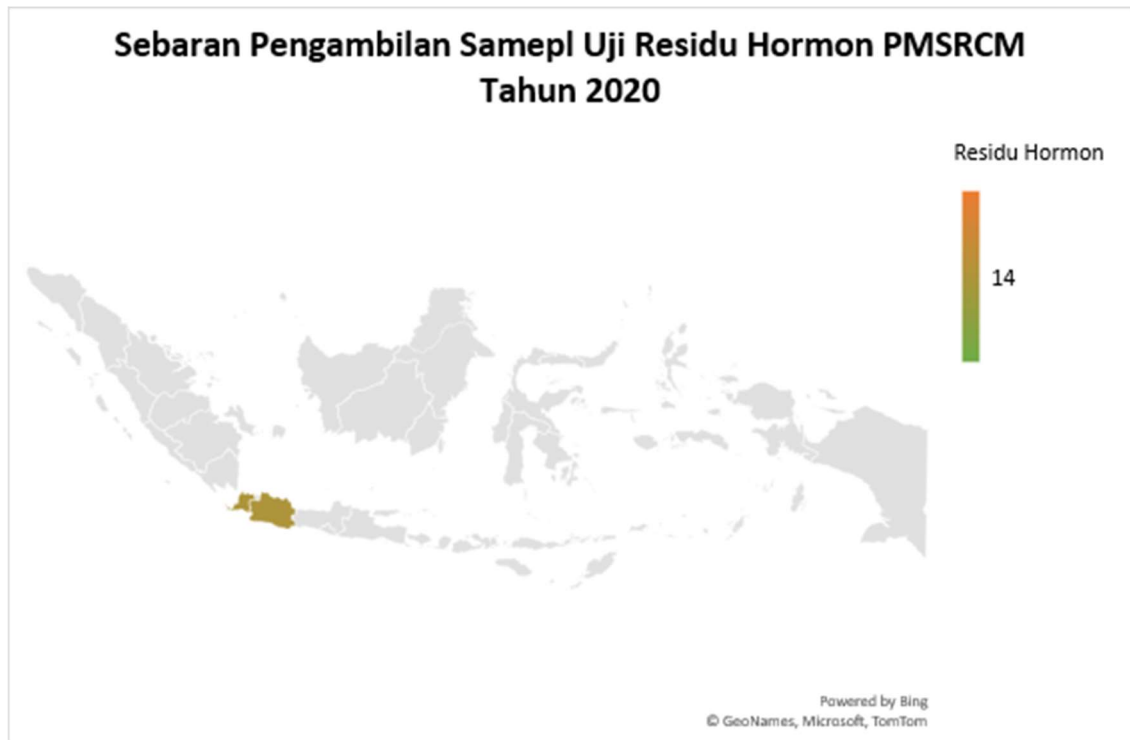 Sebaran Pengambilan Samepl Uji Residu Hormon PMSRCM
Tahun 2020
Residu Hormon
14
Powered by Bing
© GeoNames, Microsoft, TomTom